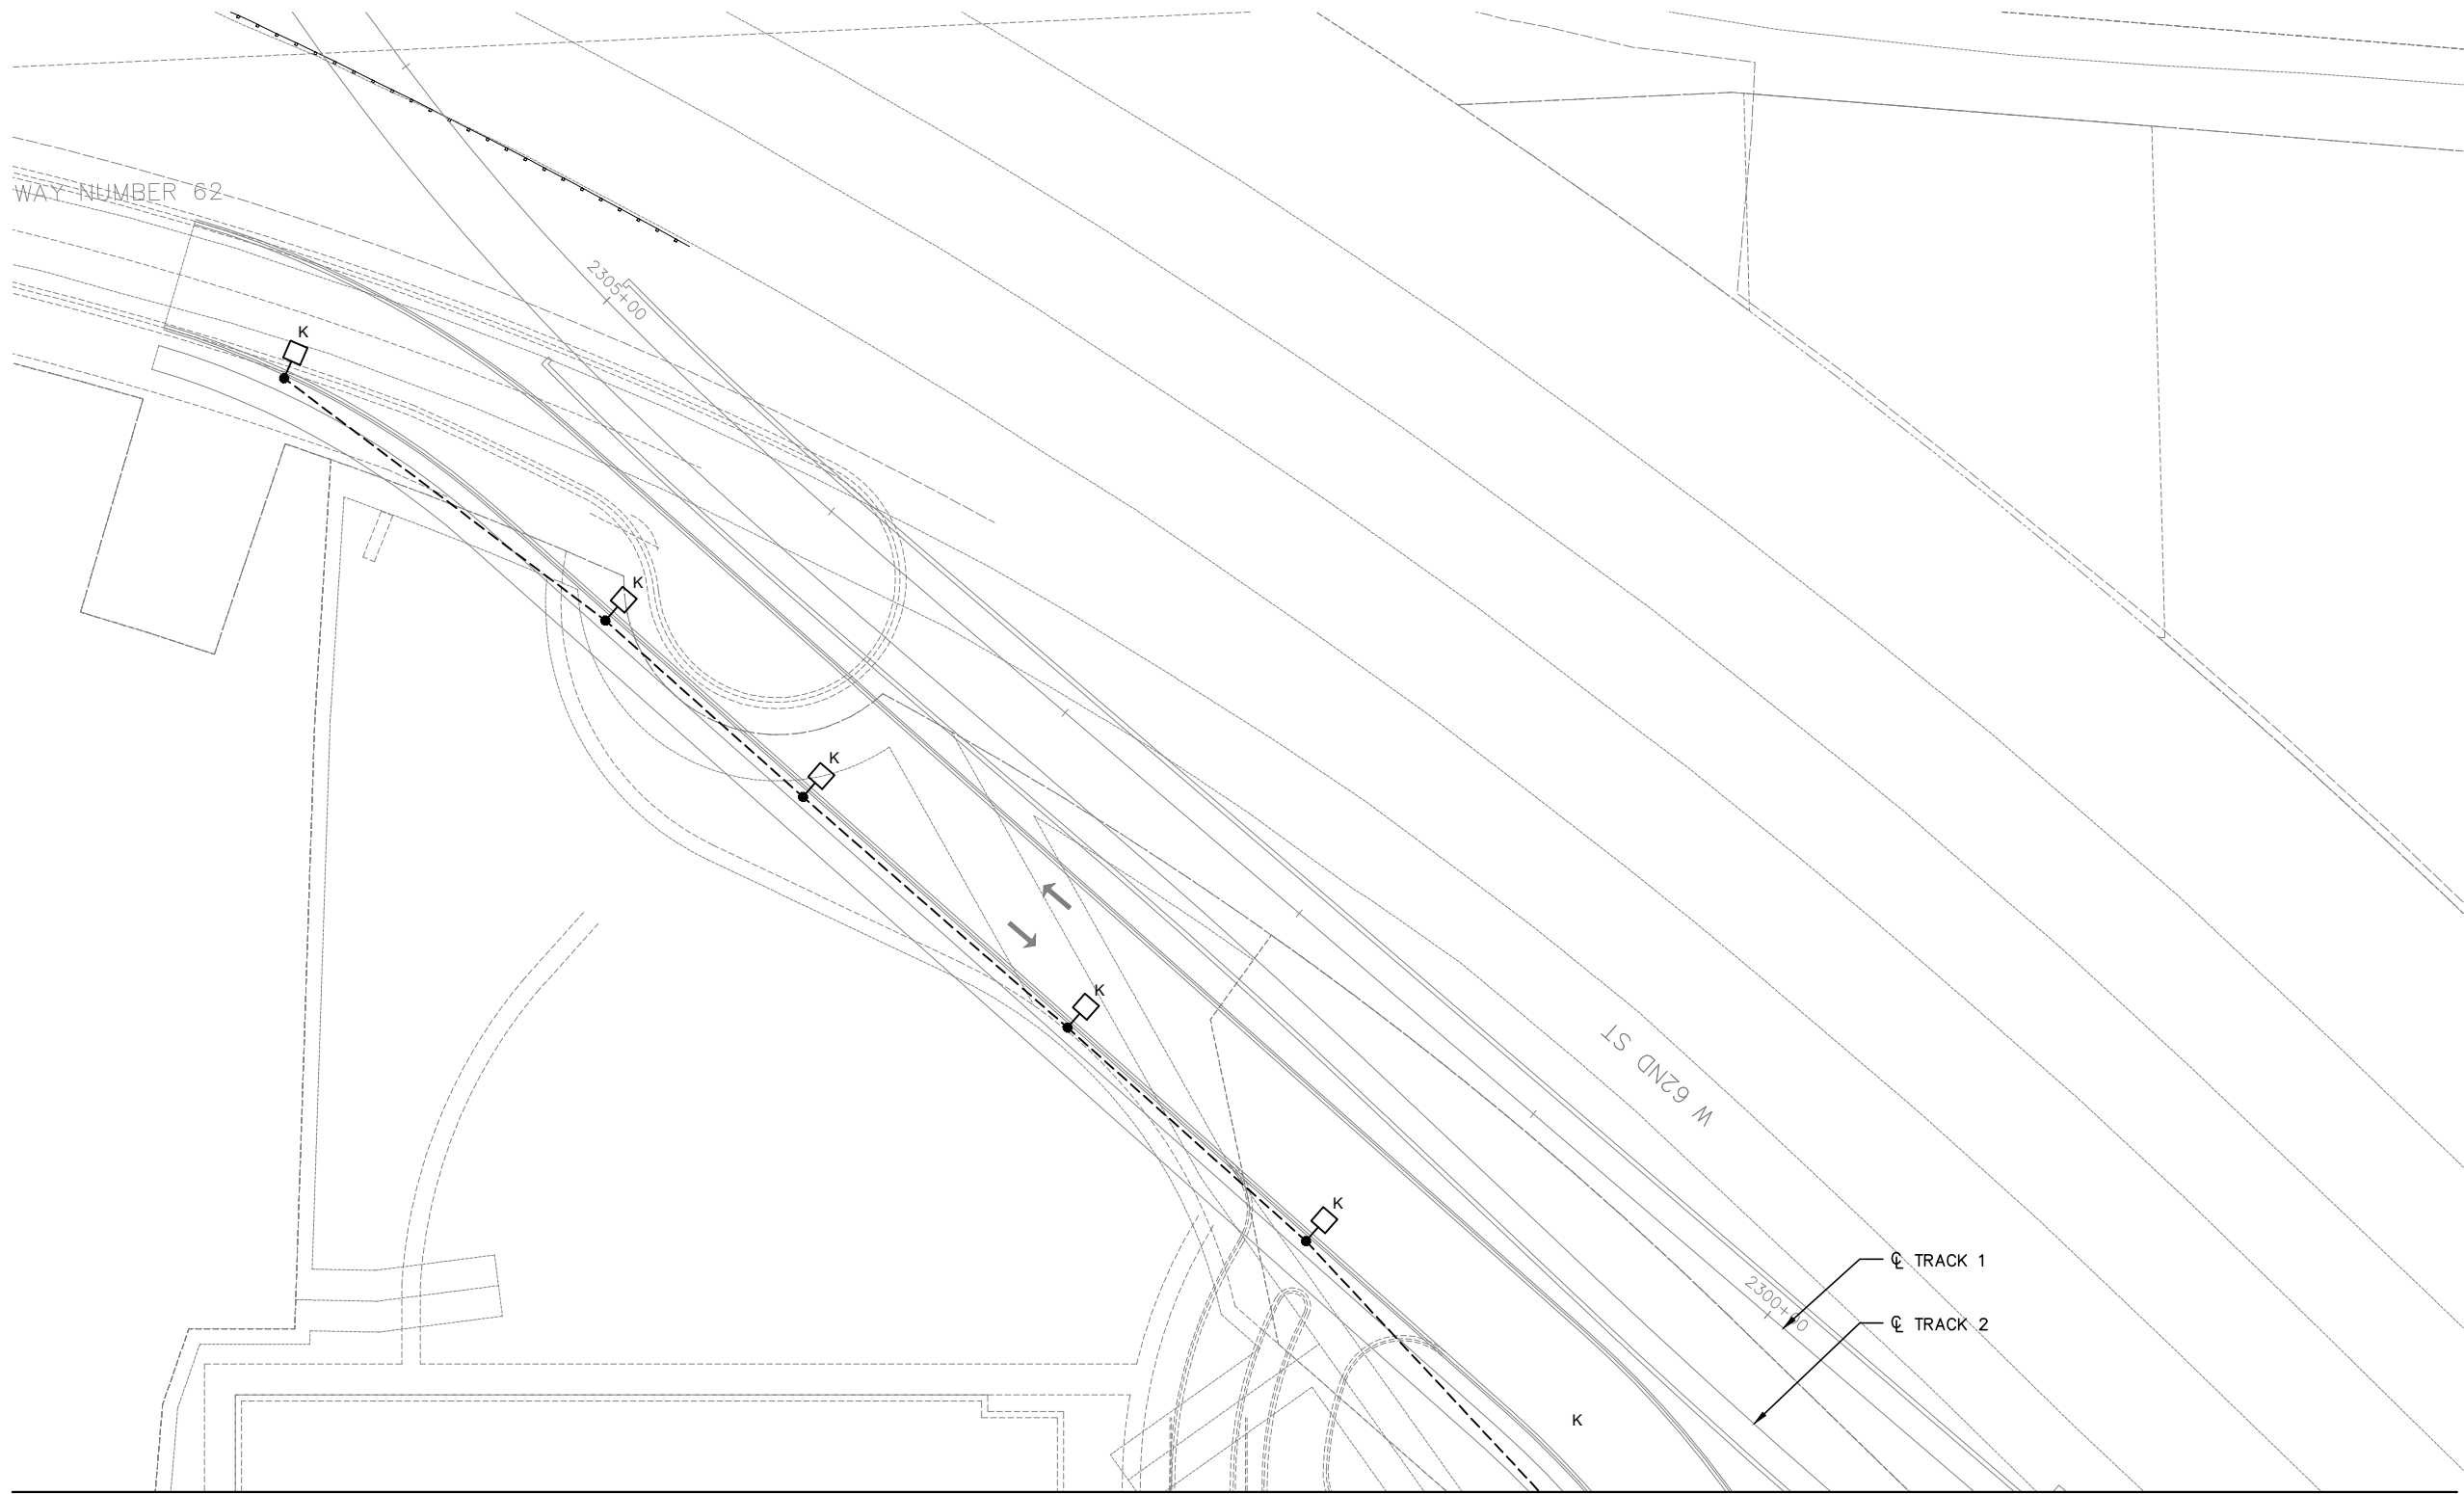 WAY NUMBER 62
2305+00
K
K
K
K
K
W 62ND ST
℄ TRACK 1
2300+00
℄ TRACK 2
K